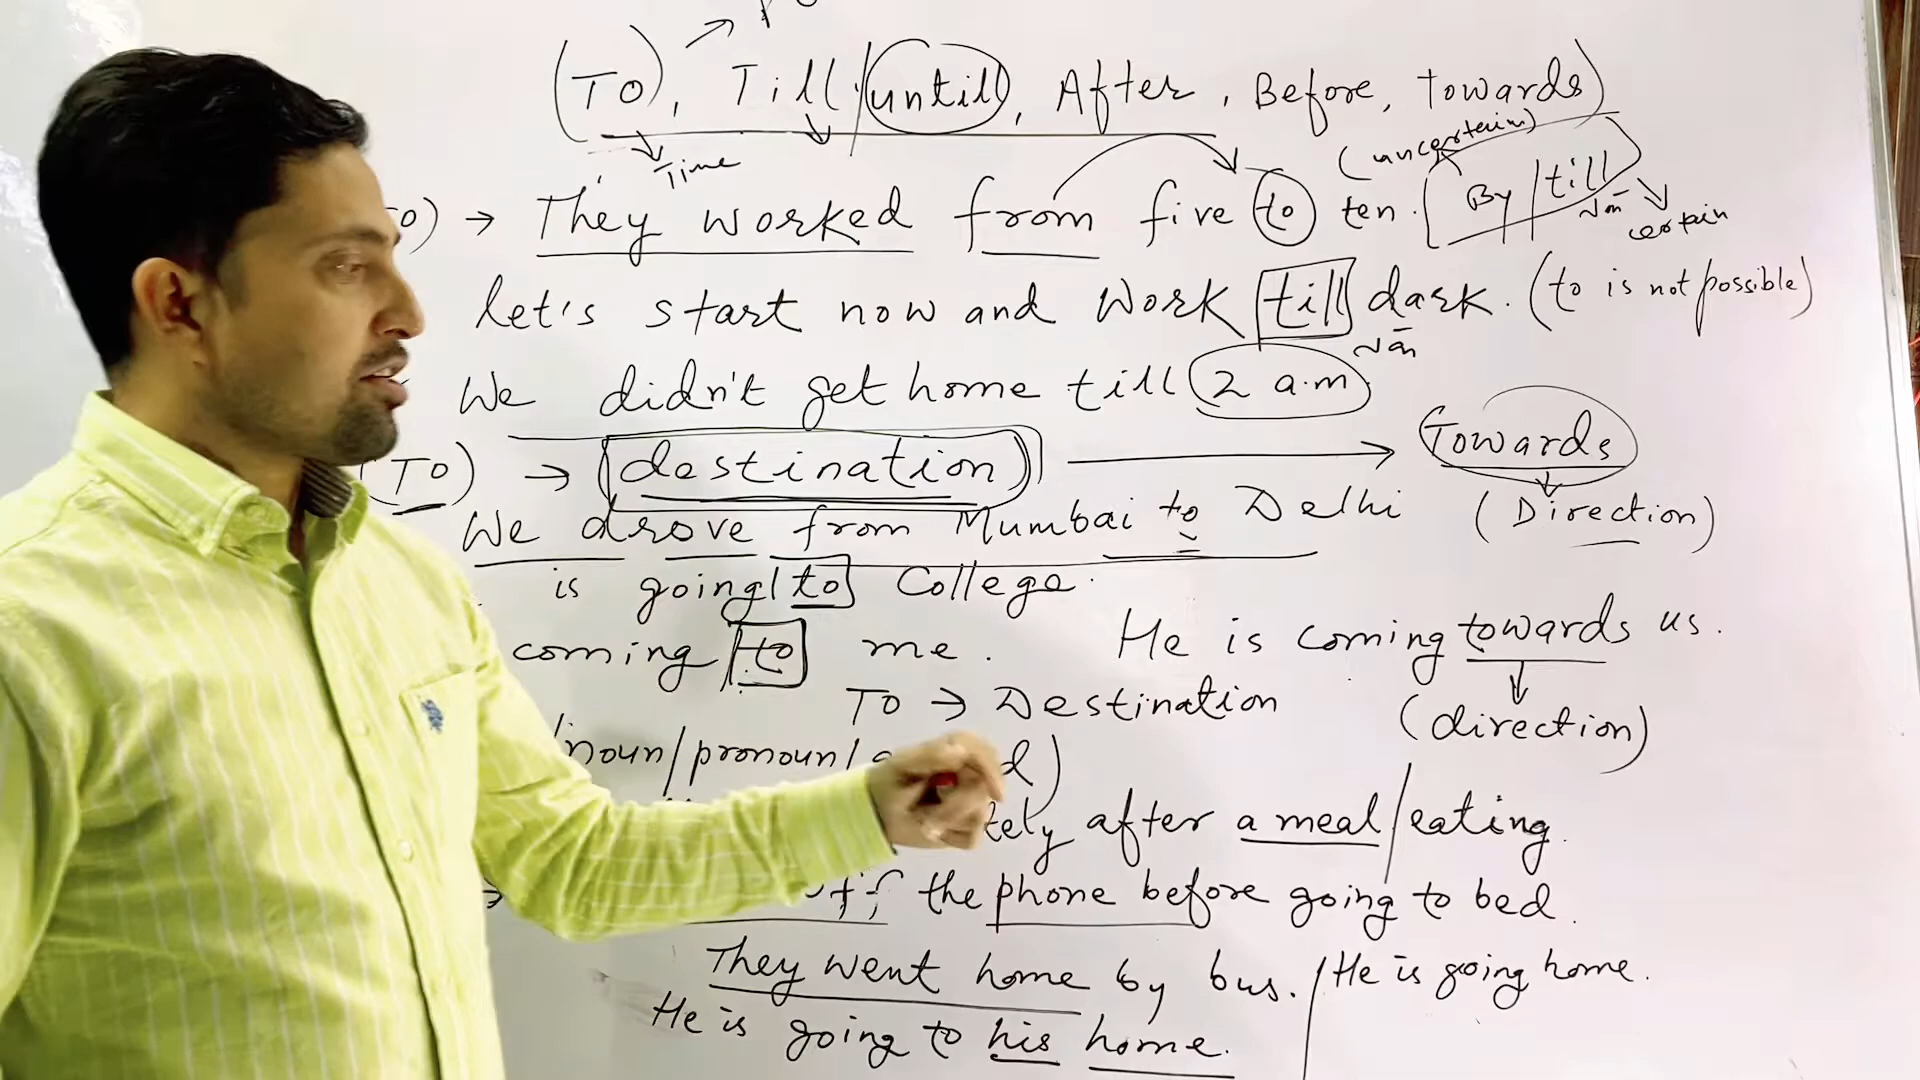 (TO), Till/untill, After, Before, Towards)
Time
(uncerterin)
→ They worked from five to ten. By/till
certain
let's start now and work till dark. (to is not possible)
We didn't get home till 2 a.m
(TO) → destination → Towards
(Direction)
We drove from Mumbai to Delhi
is going to College.
coming to me. He is coming towards us.
TO → Destination (direction)
/noun/pronoun/
tely after a meal/eating.
the phone before going to bed.
They went home by bus. / He is going home.
He is going to his home.